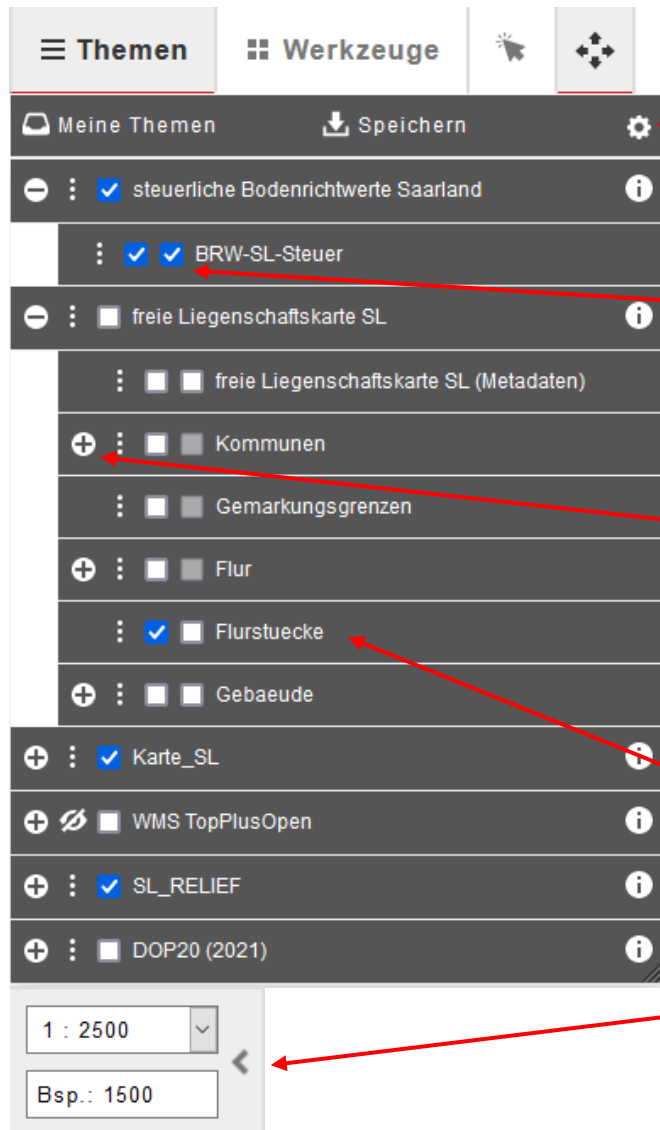 Themen Werkzeuge
Meine Themen Speichern
steuerliche Bodenrichtwerte Saarland
BRW-SL-Steuer
freie Liegenschaftskarte SL
freie Liegenschaftskarte SL (Metadaten)
Kommunen
Gemarkungsgrenzen
Flur
Flurstuecke
Gebaeude
Karte_SL
WMS TopPlusOpen
SL_RELIEF
DOP20 (2021)
1 : 2500
Bsp.: 1500